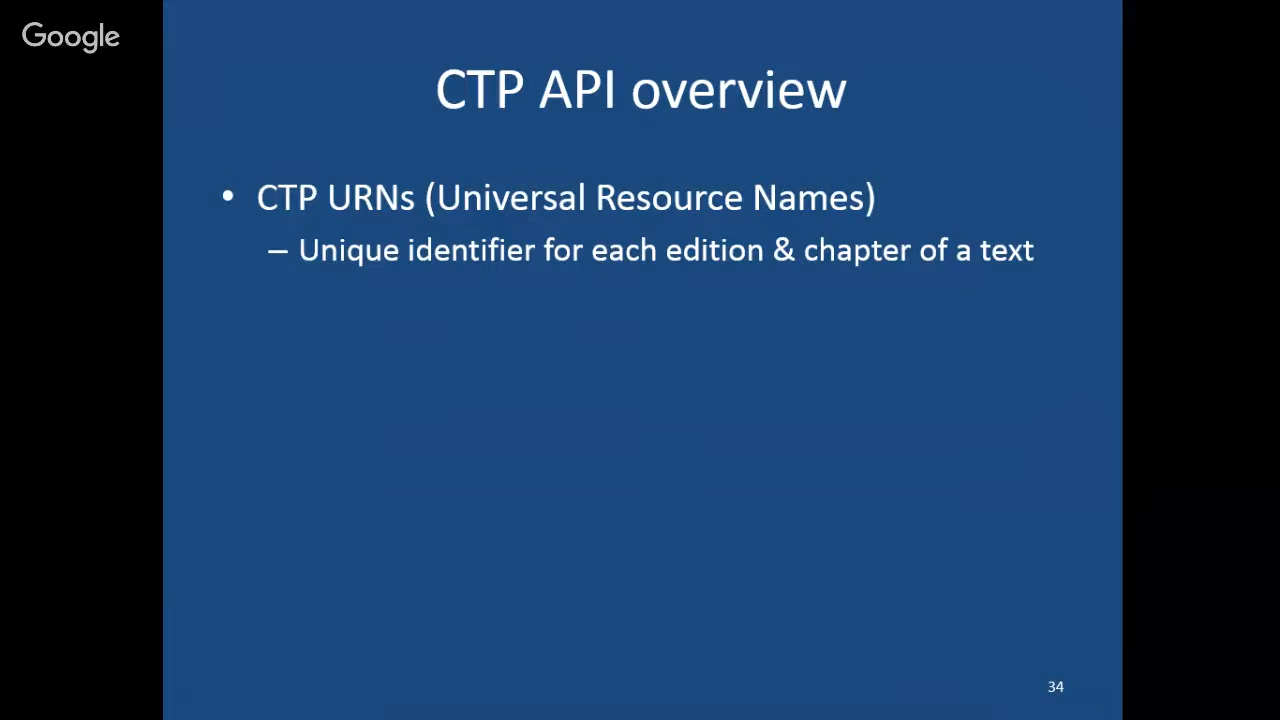 Google
CTP API overview
• CTP URNs (Universal Resource Names)
– Unique identifier for each edition & chapter of a text
34